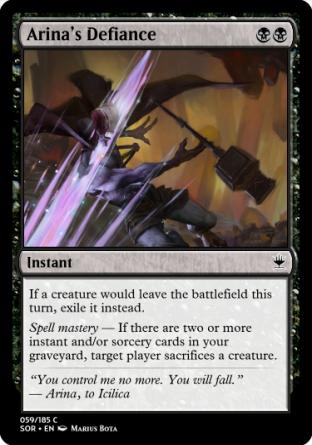 Arina's Defiance
Instant
If a creature would leave the battlefield this
turn, exile it instead.
Spell mastery — If there are two or more
instant and/or sorcery cards in your
graveyard, target player sacrifices a creature.
"You control me no more. You will fall."
— Arina, to Icilica
059/185 C
SOR • EN Marius Bota